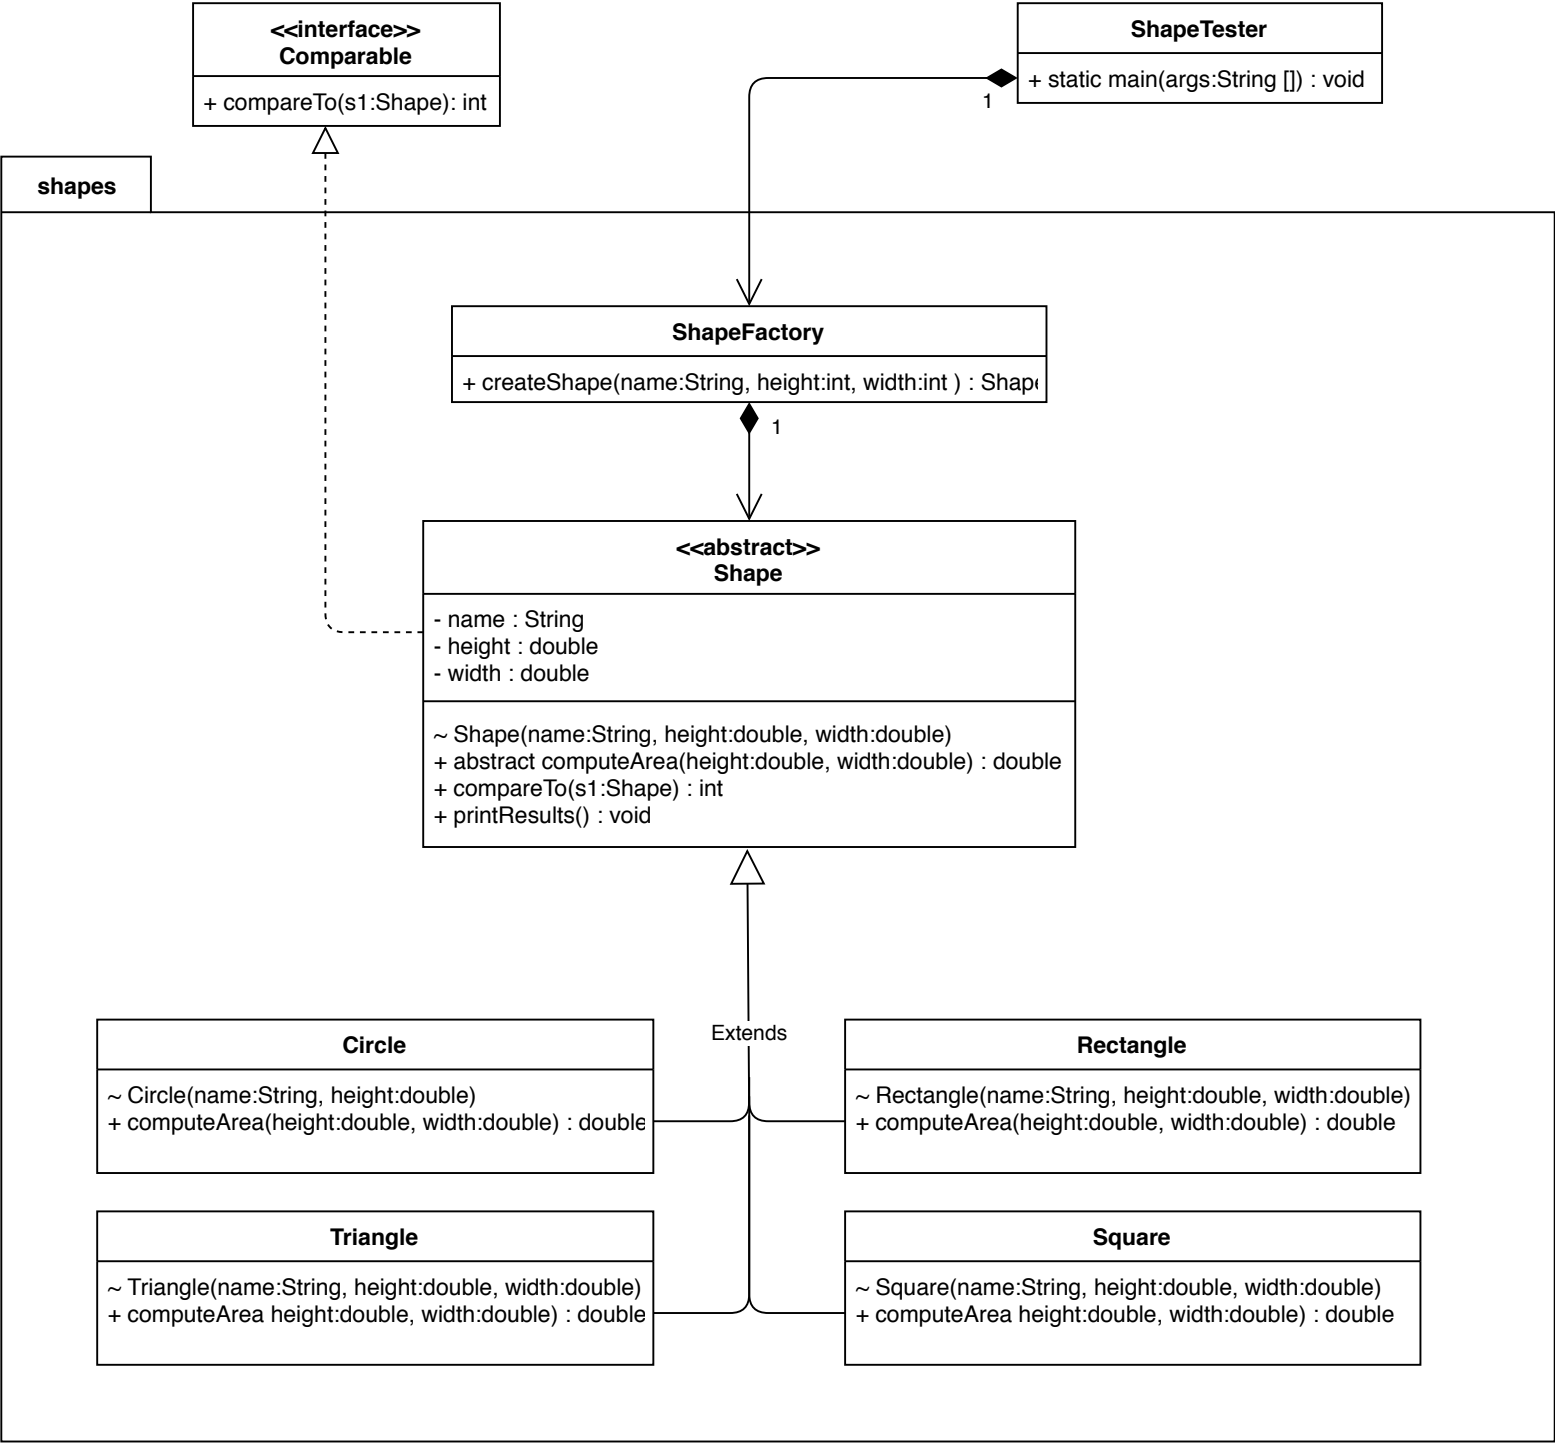 <<interface>>
Comparable
+ compareTo(s1:Shape): int
ShapeTester
+ static main(args:String []) : void
1
shapes
ShapeFactory
+ createShape(name:String, height:int, width:int ) : Shape
1
<<abstract>>
Shape
- name : String
- height : double
- width : double
~ Shape(name:String, height:double, width:double)
+ abstract computeArea(height:double, width:double) : double
+ compareTo(s1:Shape) : int
+ printResults() : void
Extends
Circle
~ Circle(name:String, height:double)
+ computeArea(height:double, width:double) : double
Rectangle
~ Rectangle(name:String, height:double, width:double)
+ computeArea(height:double, width:double) : double
Triangle
~ Triangle(name:String, height:double, width:double)
+ computeArea height:double, width:double) : double
Square
~ Square(name:String, height:double, width:double)
+ computeArea height:double, width:double) : double